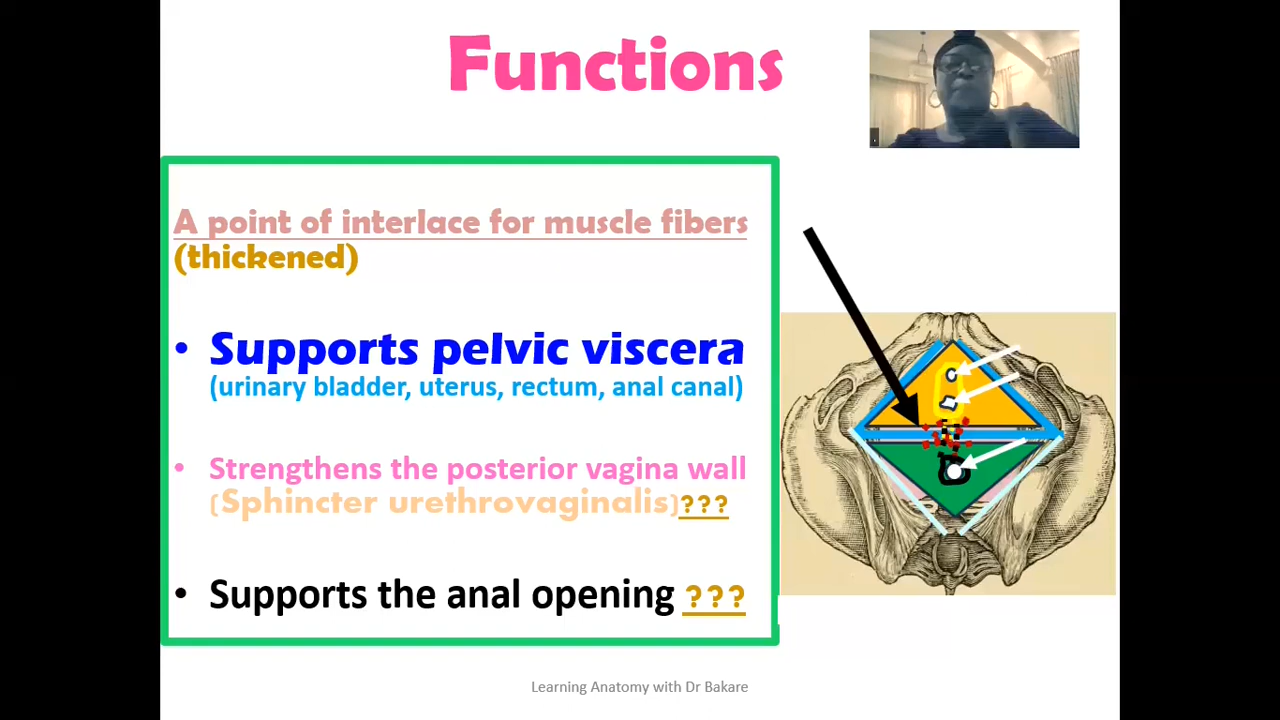 Functions
A point of interlace for muscle fibers
(thickened)
• Supports pelvic viscera
(urinary bladder, uterus, rectum, anal canal)
• Strengthens the posterior vagina wall
(Sphincter urethrovaginalis)???
• Supports the anal opening ???
Learning Anatomy with Dr Bakare